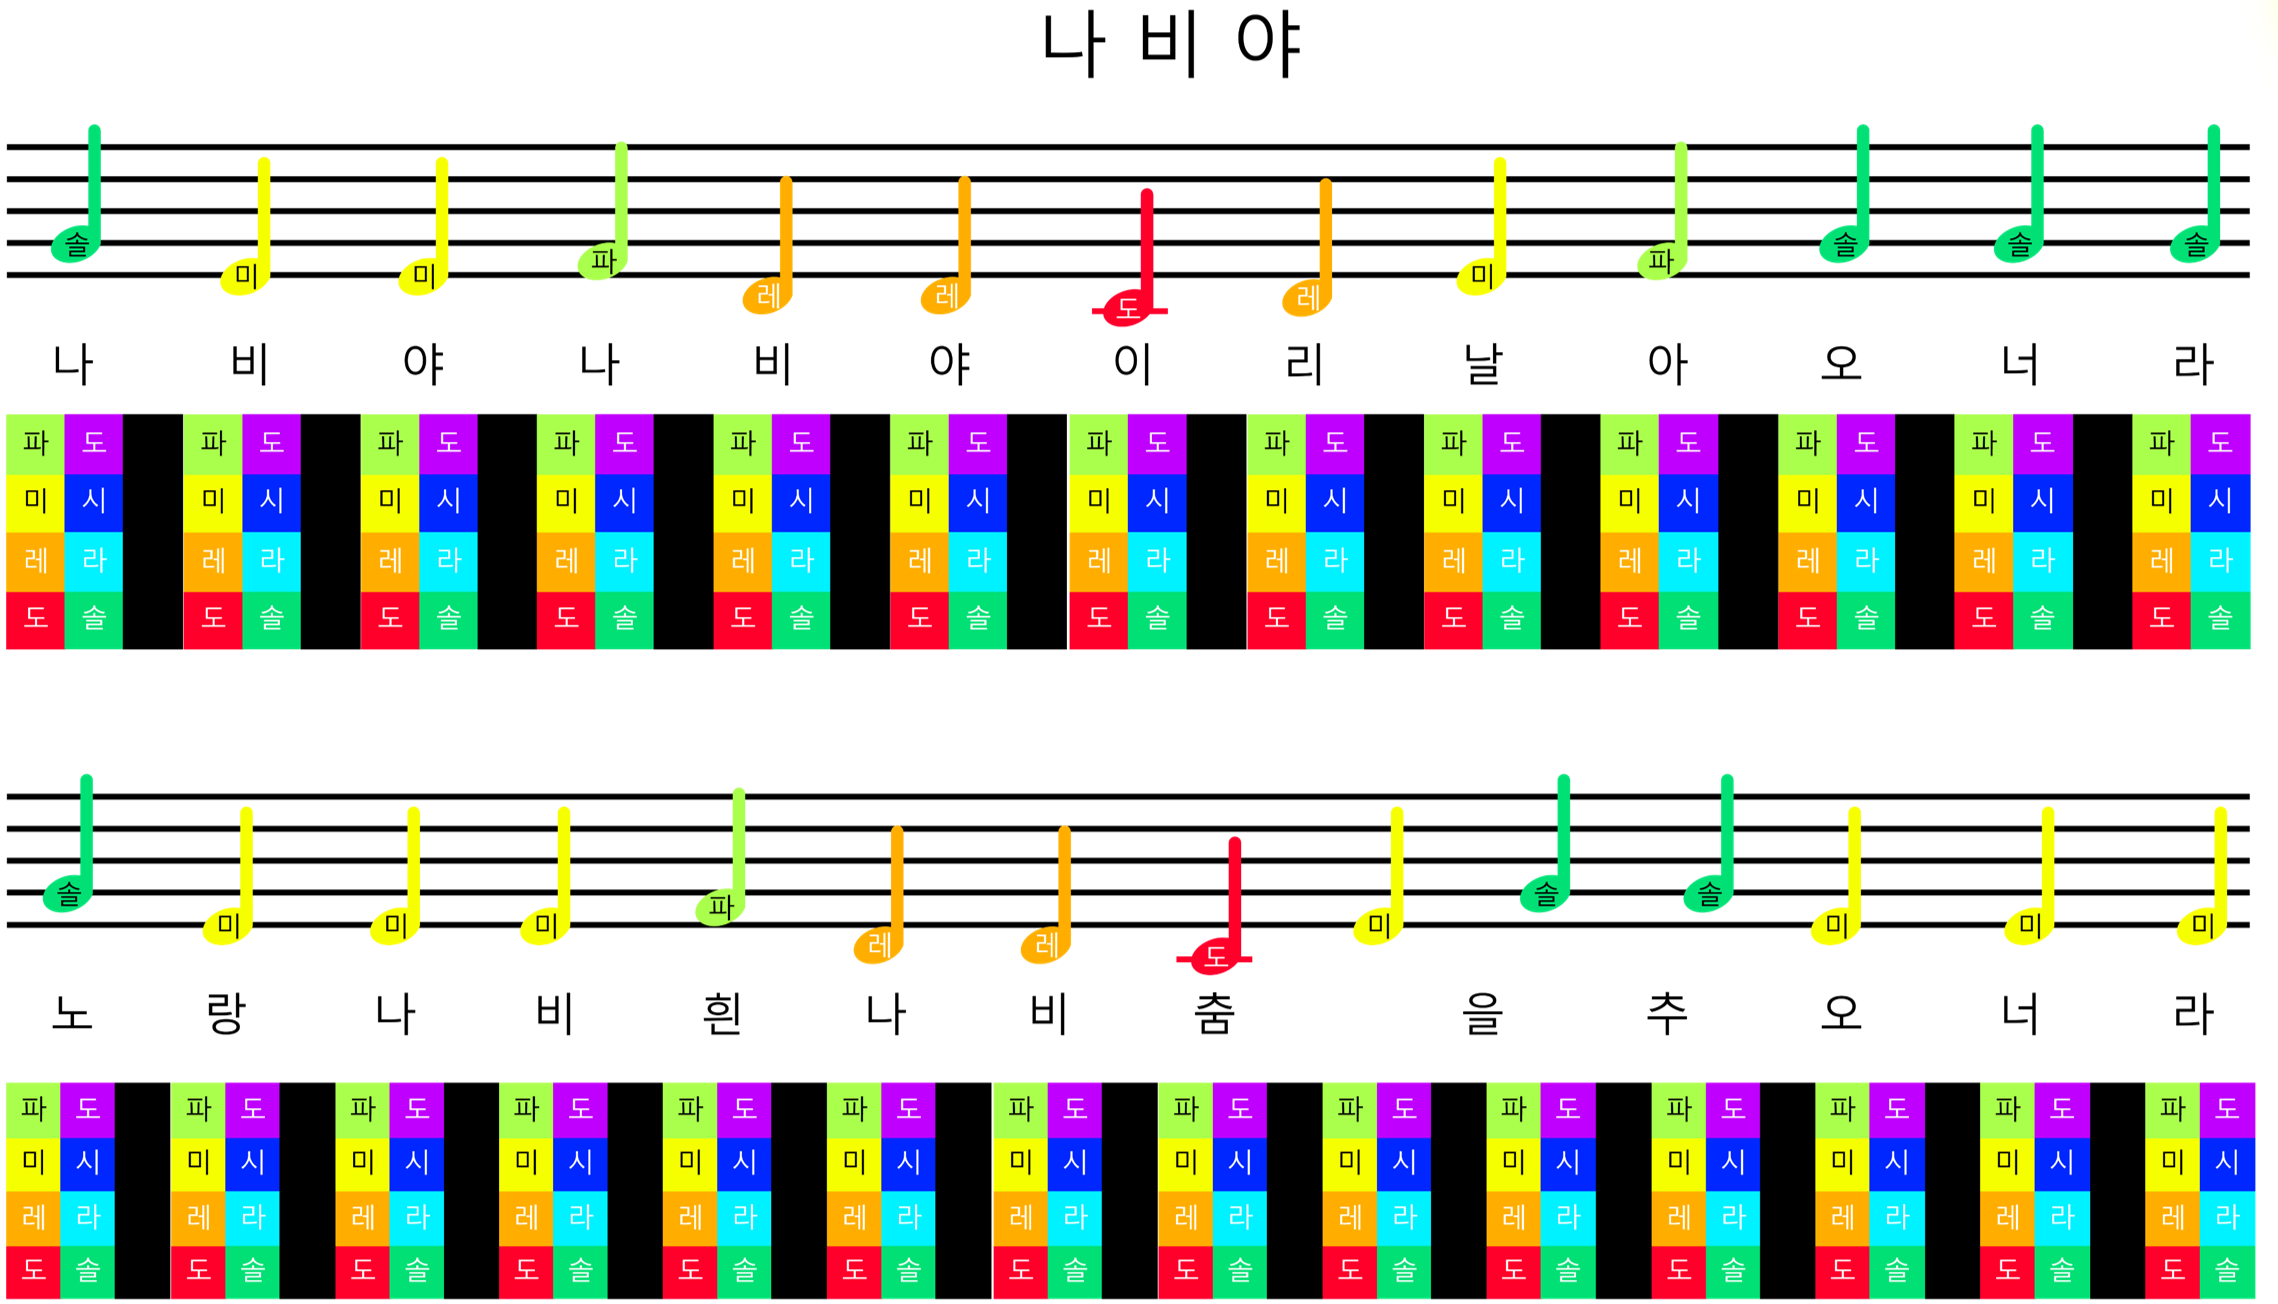 나 비 야
솔 미 미 파 레 레 도 레 미 파 솔 솔 솔
나 비 야 나 비 야 이 리 날 아 오 너 라
파 도 파 도 파 도 파 도 파 도 파 도 파 도 파 도 파 도 파 도 파 도 파 도 파 도
미 시 미 시 미 시 미 시 미 시 미 시 미 시 미 시 미 시 미 시 미 시 미 시 미 시
레 라 레 라 레 라 레 라 레 라 레 라 레 라 레 라 레 라 레 라 레 라 레 라 레 라
도 솔 도 솔 도 솔 도 솔 도 솔 도 솔 도 솔 도 솔 도 솔 도 솔 도 솔 도 솔 도 솔
솔 미 미 미 파 레 레 도 미 솔 솔 미 미 미
노 랑 나 비 흰 나 비 춤 을 추 오 너 라
파 도 파 도 파 도 파 도 파 도 파 도 파 도 파 도 파 도 파 도 파 도 파 도 파 도 파 도
미 시 미 시 미 시 미 시 미 시 미 시 미 시 미 시 미 시 미 시 미 시 미 시 미 시 미 시
레 라 레 라 레 라 레 라 레 라 레 라 레 라 레 라 레 라 레 라 레 라 레 라 레 라 레 라
도 솔 도 솔 도 솔 도 솔 도 솔 도 솔 도 솔 도 솔 도 솔 도 솔 도 솔 도 솔 도 솔 도 솔